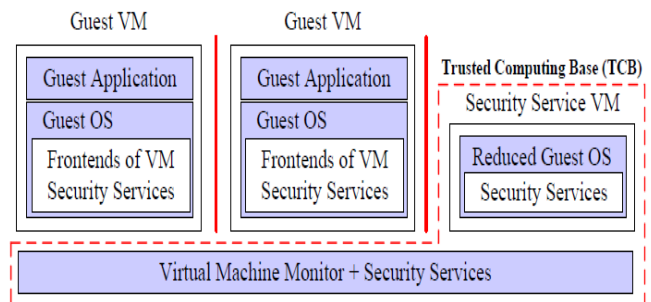 Guest VM
Guest Application
Guest OS
Frontends of VM
Security Services
Guest VM
Guest Application
Guest OS
Frontends of VM
Security Services
Trusted Computing Base (TCB)
Security Service VM
Reduced Guest OS
Security Services
Virtual Machine Monitor + Security Services